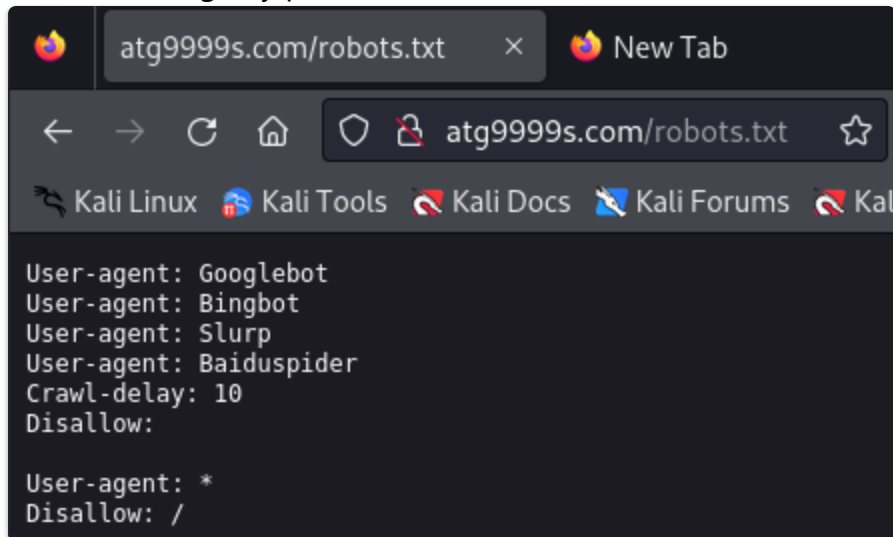 atg9999s.com/robots.txt
New Tab
atg9999s.com/robots.txt
Kali Linux Kali Tools Kali Docs Kali Forums Kal
User-agent: Googlebot
User-agent: Bingbot
User-agent: Slurp
User-agent: Baiduspider
Crawl-delay: 10
Disallow:
User-agent: *
Disallow: /